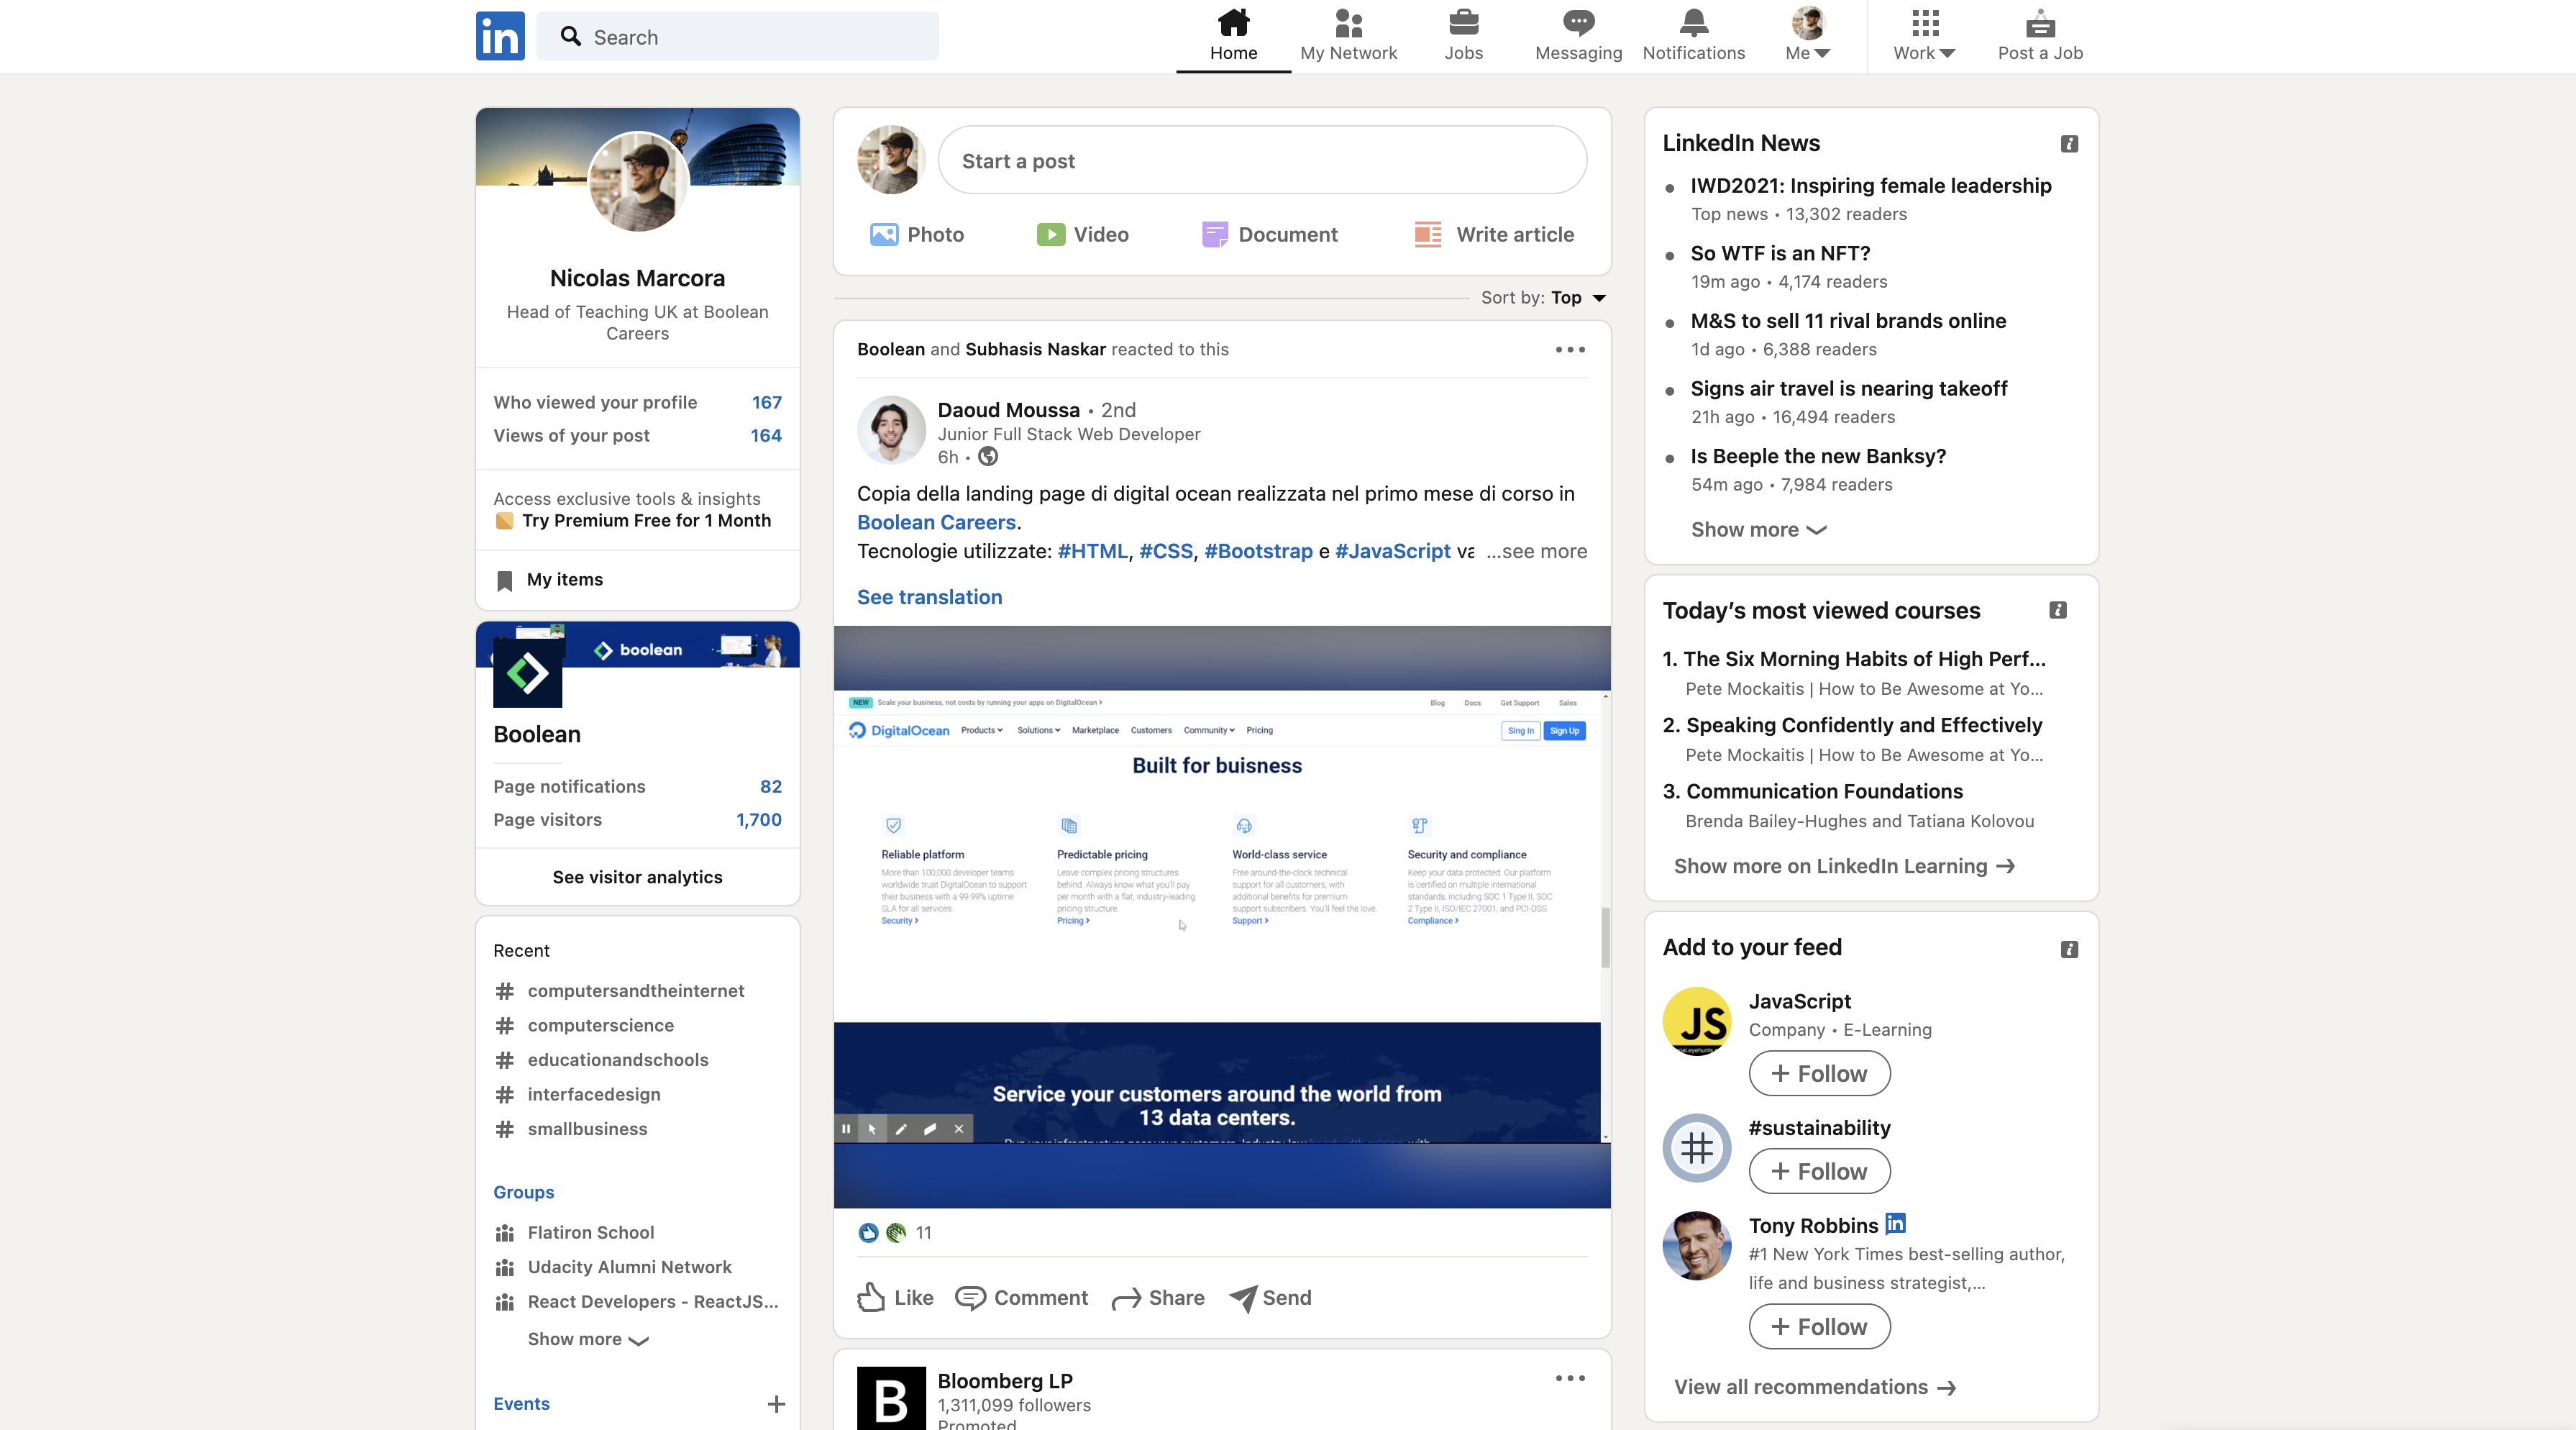 in
Search
Home
My Network
Jobs
Messaging
Notifications
Me
Work
Post a Job
Nicolas Marcora
Head of Teaching UK at Boolean
Careers
Who viewed your profile 167
Views of your post 164
Access exclusive tools & insights
Try Premium Free for 1 Month
My items
boolean
Boolean
Page notifications 82
Page visitors 1,700
See visitor analytics
Recent
# computersandtheinternet
# computerscience
# educationandschools
# interfacedesign
# smallbusiness
Groups
Flatiron School
Udacity Alumni Network
React Developers - ReactJS...
Show more
Events +
Start a post
Photo
Video
Document
Write article
Sort by: Top
Boolean and Subhasis Naskar reacted to this
Daoud Moussa • 2nd
Junior Full Stack Web Developer
6h •
Copia della landing page di digital ocean realizzata nel primo mese di corso in
Boolean Careers.
Tecnologie utilizzate: #HTML, #CSS, #Bootstrap e #JavaScript va ...see more
See translation
NEW Scale your business, not costs by running your apps on DigitalOcean >
Blog Docs Get Support Sales
DigitalOcean Products Solutions Marketplace Customers Community Pricing Sing In Sign Up
Built for buisness
Reliable platform
More than 100,000 developer teams
worldwide trust DigitalOcean to support
their business with a 99.99% uptime
SLA for all services.
Security >
Predictable pricing
Leave complex pricing structures
behind. Always know what you'll pay
per month with a flat, industry-leading
pricing structure.
Pricing >
World-class service
Free around-the-clock technical
support for all customers, with
additional benefits for premium
support subscribers. You'll feel the love.
Support >
Security and compliance
Keep your data protected. Our platform
is certified on multiple international
standards, including SOC 1 Type II, SOC
2 Type II, ISO/IEC 27001, and PCI-DSS.
Compliance >
Service your customers around the world from
13 data centers.
11
Like
Comment
Share
Send
B
Bloomberg LP
1,311,099 followers
Promoted
LinkedIn News
• IWD2021: Inspiring female leadership
Top news • 13,302 readers
• So WTF is an NFT?
19m ago • 4,174 readers
• M&S to sell 11 rival brands online
1d ago • 6,388 readers
• Signs air travel is nearing takeoff
21h ago • 16,494 readers
• Is Beeple the new Banksy?
54m ago • 7,984 readers
Show more
Today’s most viewed courses
1. The Six Morning Habits of High Perf...
Pete Mockaitis | How to Be Awesome at Yo...
2. Speaking Confidently and Effectively
Pete Mockaitis | How to Be Awesome at Yo...
3. Communication Foundations
Brenda Bailey-Hughes and Tatiana Kolovou
Show more on LinkedIn Learning →
Add to your feed
JS
JavaScript
Company • E-Learning
+ Follow
#
#sustainability
+ Follow
Tony Robbins in
#1 New York Times best-selling author,
life and business strategist,...
+ Follow
View all recommendations →